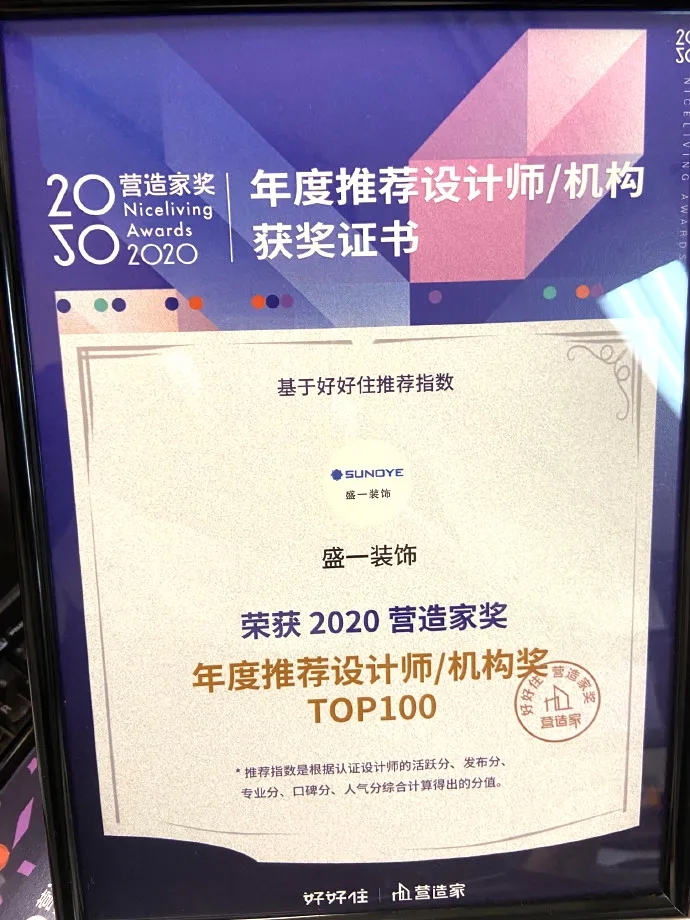 2020
营造家奖
Niceliving
Awards
2020
年度推荐设计师/机构
获奖证书
NICELIVING AWARDS
基于好好住推荐指数
SUNOYE
盛一装饰
盛一装饰
荣获 2020 营造家奖
年度推荐设计师/机构奖
TOP100
好好住 营造家奖
营造家
* 推荐指数是根据认证设计师的活跃分、发布分、
专业分、口碑分、人气分综合计算得出的分值。
好好住 | 营造家